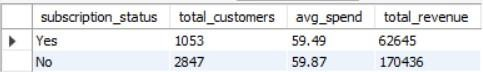 subscription_status total_customers avg_spend total_revenue
Yes 1053 59.49 62645
No 2847 59.87 170436